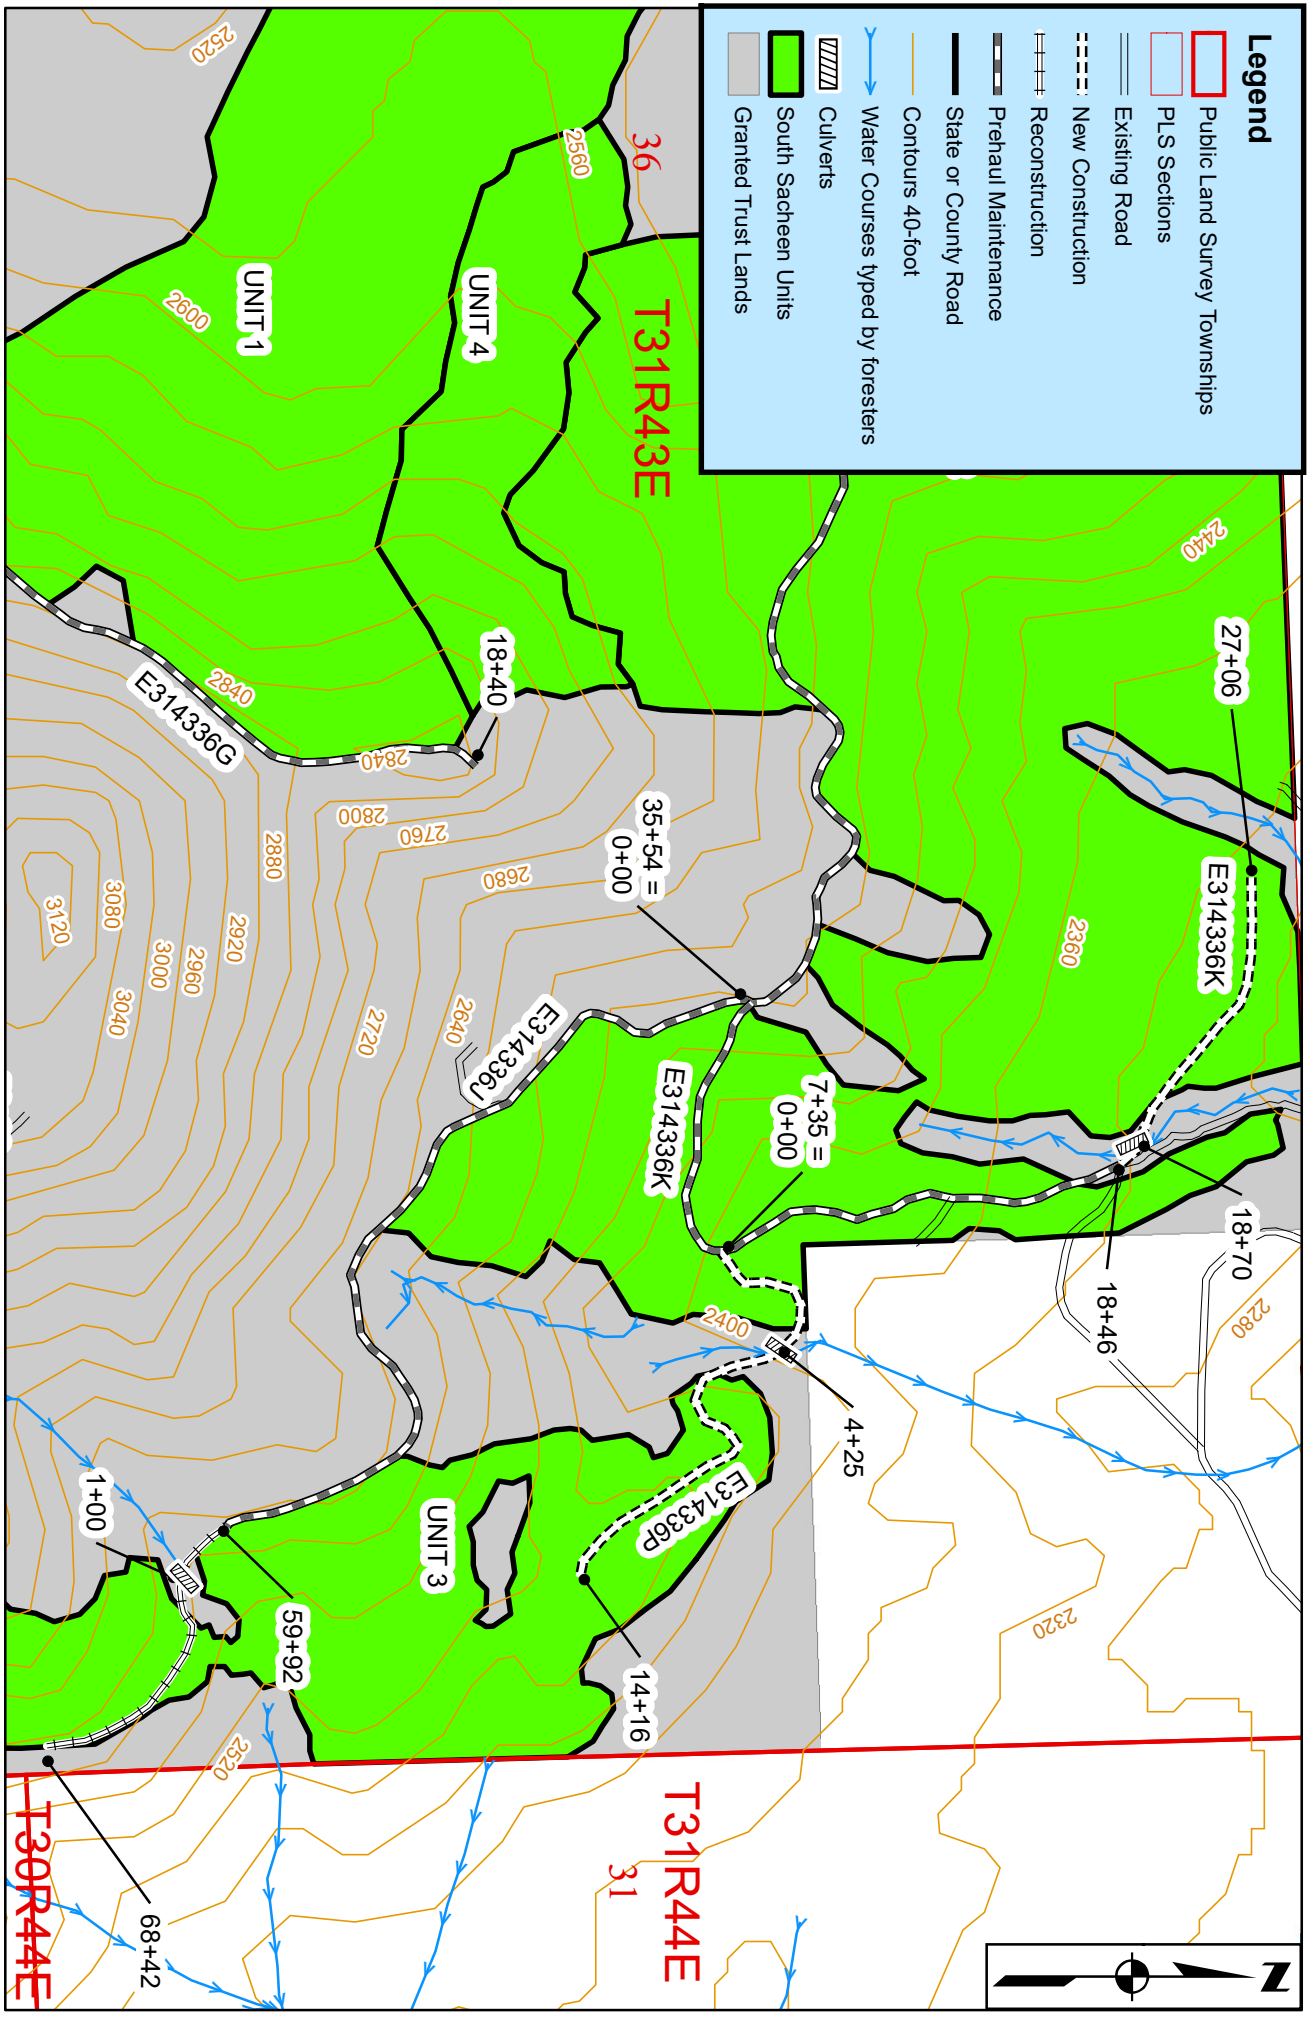 Legend
Public Land Survey Townships
PLS Sections
Existing Road
New Construction
Reconstruction
Prehaul Maintenance
State or County Road
Contours 40-foot
Water Courses typed by foresters
Culverts
South Sacheen Units
Granted Trust Lands
N
27+06
E314336K
18+70
18+46
2440
2360
2280
2320
36
T31R43E
35+54 =
0+00
7+35 =
0+00
E314336K
4+25
2400
E314336P
14+16
T31R44E
31
2560
UNIT 4
18+40
E314336J
UNIT 3
2840
2800
2760
2680
2640
2720
2520
UNIT 1
2600
2840
E314336G
2880
2920
2960
3000
3040
3080
3120
1+00
59+92
2520
68+42
T30R44E